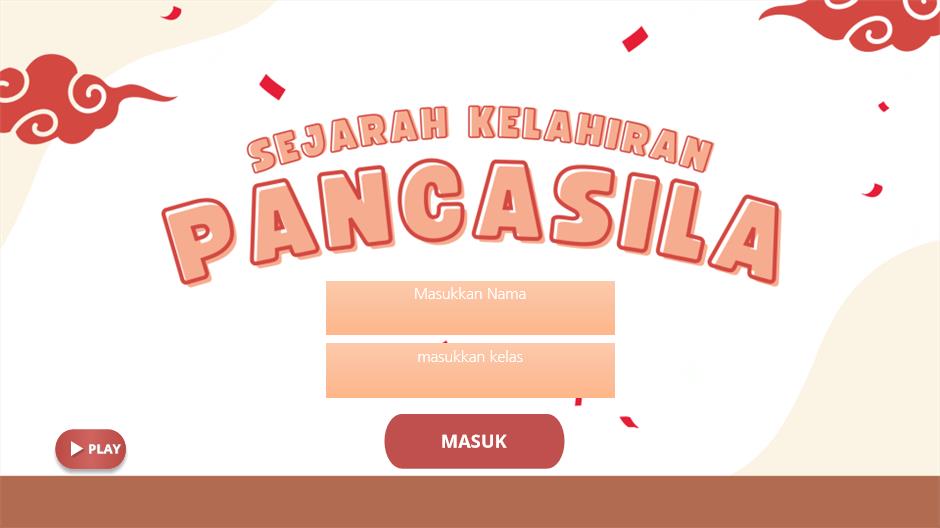 SEJARAH KELAHIRAN
PANCASILA
Masukkan Nama
masukkan kelas
MASUK
PLAY